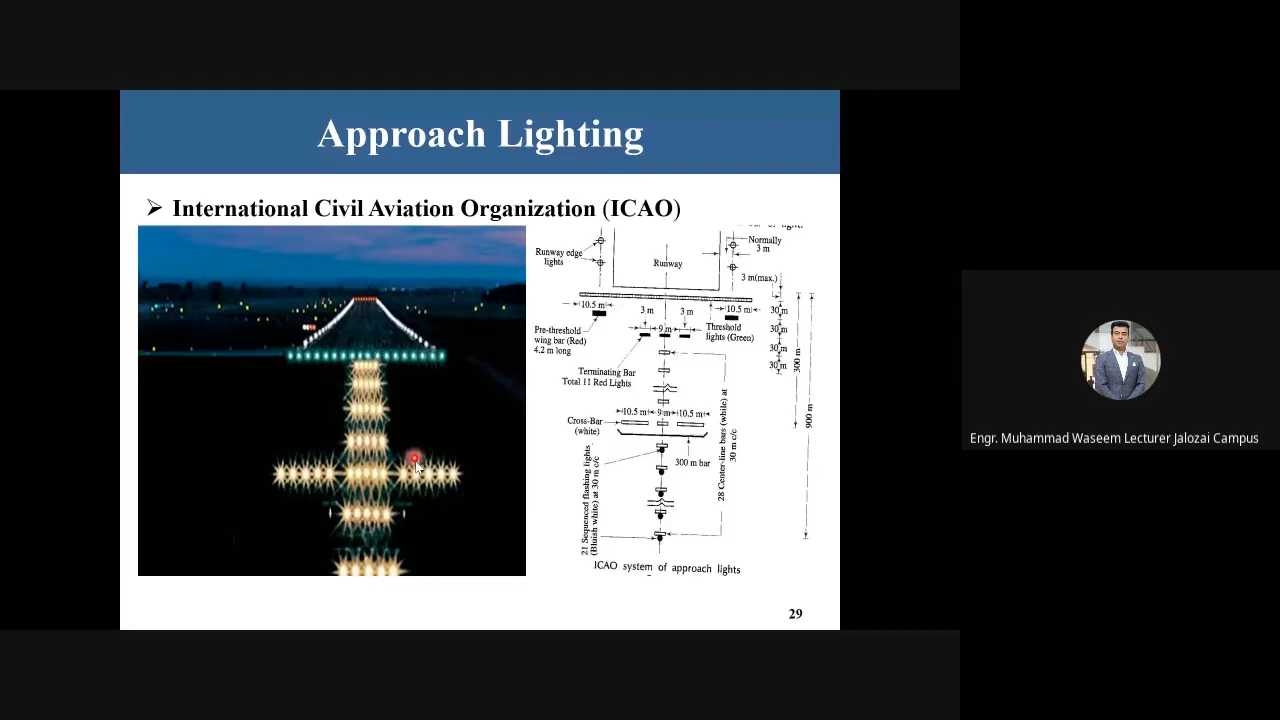 Approach Lighting
➢ International Civil Aviation Organization (ICAO)
Runway edge
lights
Runway
Normally
3 m
3 m(max.)
10.5 m
3 m
3 m
10.5 m
30 m
30 m
30 m
30 m
9 m
Pre-threshold
wing bar (Red)
4.2 m long
Threshold
lights (Green)
Terminating Bar
Total 11 Red Lights
300 m
900 m
10.5 m
9 m
10.5 m
Cross-Bar
(white)
300 m bar
28 Center-line bars (while) at
30 m c/c
21 Sequenced flashing lights
(Bluish white) at 30 m c/c
ICAO system of approach lights
29
Engr. Muhammad Waseem Lecturer Jalozai Campus